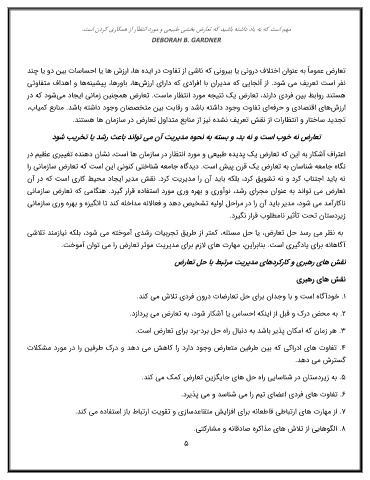 مهم است که به یاد داشته باشید که تعارض بخشی طبیعی و مورد انتظار از همکاری کردن است.
DEBORAH B. GARDNER
تعارض عموماً به عنوان اختلاف درونی یا بیرونی که ناشی از تفاوت در ایده ها، ارزش ها یا احساسات بین دو یا چند
نفر است تعریف می شود. از آنجایی که مدیران با افرادی که دارای ارزش‌ها، باورها، پیشینه‌ها و اهداف متفاوتی
هستند روابط بین فردی دارند، تعارض یک نتیجه مورد انتظار ماست. تعارض همچنین زمانی ایجاد می‌شود که در
ارزش‌های اقتصادی و حرفه‌ای تفاوت وجود داشته باشد و رقابت بین متخصصان وجود داشته باشد. منابع کمیاب،
تجدید ساختار و انتظارات از نقش تعریف نشده نیز از منابع متداول تعارض در سازمان ها هستند.
تعارض نه خوب است و نه بد، و بسته به نحوه مدیریت آن می تواند باعث رشد یا تخریب شود
اعتراف آشکار به این که تعارض یک پدیده طبیعی و مورد انتظار در سازمان ها است، نشان دهنده تغییری عظیم در
نگاه جامعه شناسان به تعارض یک قرن پیش است. دیدگاه جامعه شناختی کنونی این است که تعارض سازمانی را
نه باید اجتناب کرد و نه تشویق کرد، بلکه باید آن را مدیریت کرد. نقش مدیر ایجاد محیط کاری است که در آن
تعارض می تواند به عنوان مجرای رشد، نوآوری و بهره وری مورد استفاده قرار گیرد. هنگامی که تعارض سازمانی
ناکارآمد می شود، مدیر باید آن را در مراحل اولیه تشخیص دهد و فعالانه مداخله کند تا انگیزه و بهره وری سازمانی
زیردستان تحت تأثیر نامطلوب قرار نگیرد.
به نظر می رسد حل تعارض، یا حل مسئله، کمتر از طریق تجربیات رشدی آموخته می شود، بلکه نیازمند تلاشی
آگاهانه برای یادگیری است. بنابراین، مهارت های لازم برای مدیریت موثر تعارض را می توان آموخت.
نقش های رهبری و کارکردهای مدیریت مرتبط با حل تعارض
نقش های رهبری
۱. خودآگاه است و با وجدان برای حل تعارضات درون فردی تلاش می کند.
۲. به محض درک و قبل از اینکه احساس یا آشکار شود، به تعارض می پردازد.
۳. هر زمان که امکان پذیر باشد به دنبال راه حل برد-برد برای تعارض است.
۴. تفاوت های ادراکی که بین طرفین متعارض وجود دارد را کاهش می دهد و درک طرفین را در مورد مشکلات
گسترش می دهد.
۵. به زیردستان در شناسایی راه حل های جایگزین تعارض کمک می کند.
۶. تفاوت های فردی اعضای تیم را می شناسد و می پذیرد.
۷. از مهارت های ارتباطی قاطعانه برای افزایش متقاعدسازی و تقویت ارتباط باز استفاده می کند.
۸. الگوهایی از تلاش های مذاکره صادقانه و مشارکتی.
۵